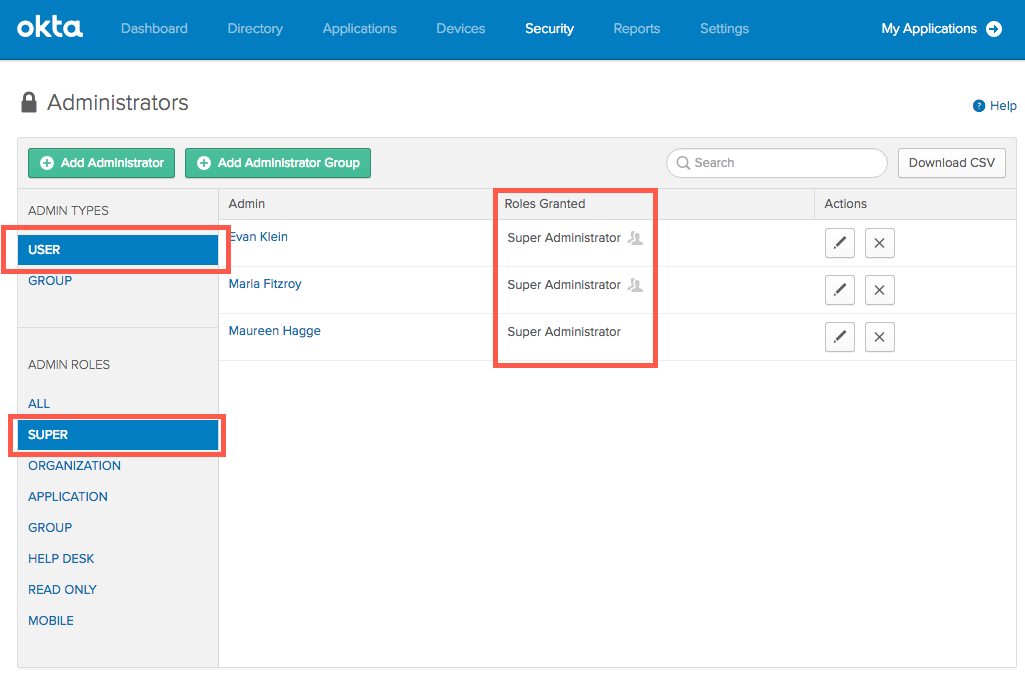 okta Dashboard Directory Applications Devices Security Reports Settings My Applications
Administrators
? Help
Add Administrator Add Administrator Group Search Download CSV
ADMIN TYPES
USER
GROUP
ADMIN ROLES
ALL
SUPER
ORGANIZATION
APPLICATION
GROUP
HELP DESK
READ ONLY
MOBILE
Admin Roles Granted Actions
Evan Klein Super Administrator
Maria Fitzroy Super Administrator
Maureen Hagge Super Administrator